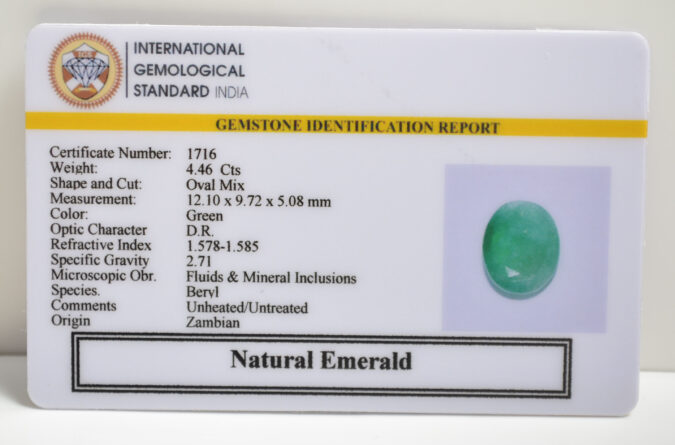 INTERNATIONAL
GEMOLOGICAL
STANDARD INDIA
GEMSTONE IDENTIFICATION REPORT
Certificate Number: 1716
Weight: 4.46 Cts
Shape and Cut: Oval Mix
Measurement: 12.10 x 9.72 x 5.08 mm
Color: Green
Optic Character D.R.
Refractive Index 1.578-1.585
Specific Gravity 2.71
Microscopic Obr. Fluids & Mineral Inclusions
Species. Beryl
Comments Unheated/Untreated
Origin Zambian
Natural Emerald